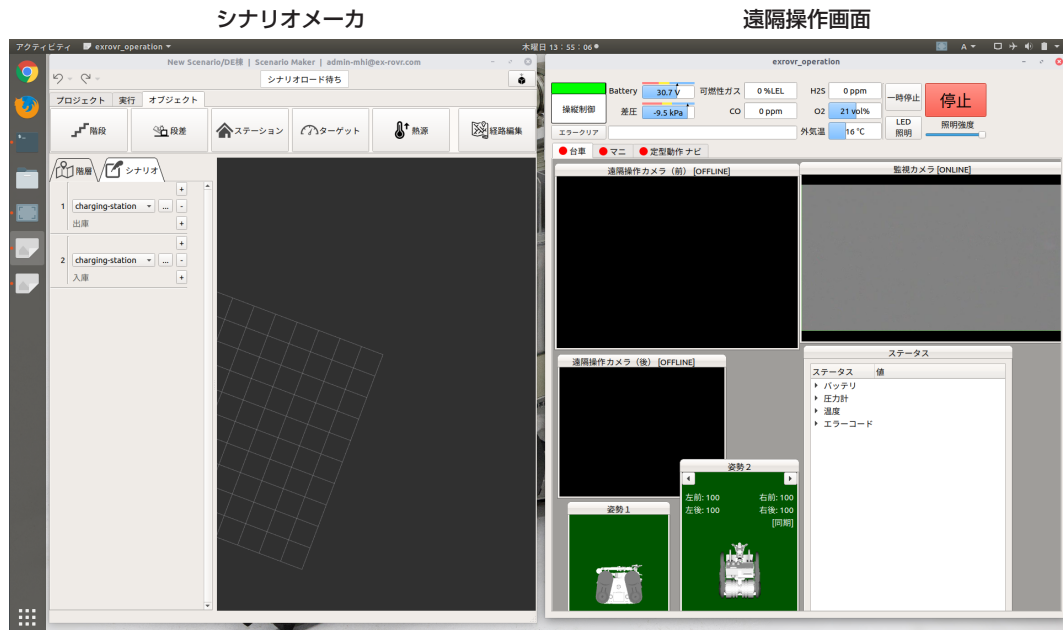 シナリオメーカ
遠隔操作画面
アクティビティ exrovr_operation
木曜日 13：55：06
A
New Scenario/DE棟 | Scenario Maker | admin-mhi@ex-rovr.com
シナリオロード待ち
プロジェクト 実行 オブジェクト
階段 段差 ステーション ターゲット 熱源 経路編集
階層 シナリオ
+
1 charging-station ... -
出庫 +
+
2 charging-station ... -
入庫 +
exrovr_operation
Battery 30.7 V 可燃性ガス 0 %LEL H2S 0 ppm 一時停止 停止
操縦制御 差圧 -9.5 kPa CO 0 ppm O2 21 vol%
エラークリア 外気温 16 °C LED照明 照明強度
台車 マニ 定型動作 ナビ
遠隔操作カメラ（前） [OFFLINE]
監視カメラ [ONLINE]
遠隔操作カメラ（後） [OFFLINE]
ステータス
ステータス 値
バッテリ
圧力計
温度
エラーコード
姿勢２
左前: 100 右前: 100
左後: 100 右後: 100
[同期]
姿勢１